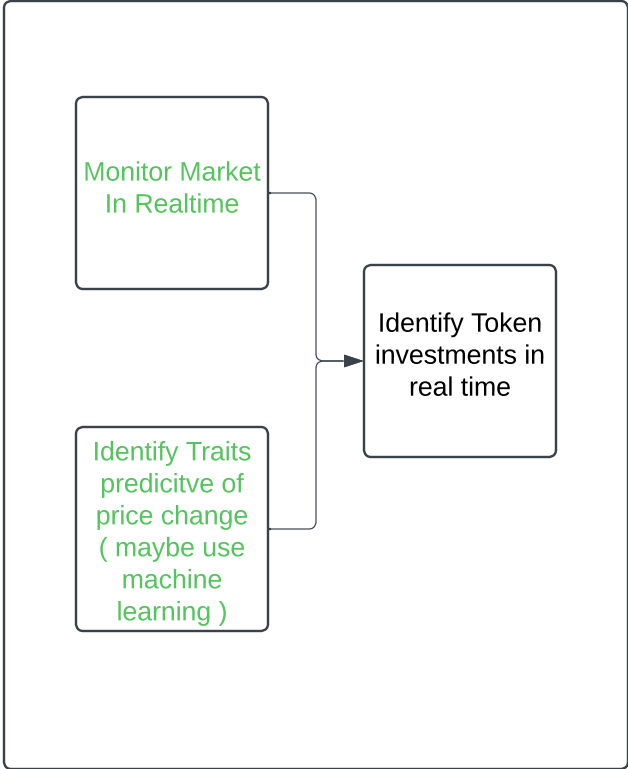 Monitor Market
In Realtime
Identify Token
investments in
real time
Identify Traits
predicitve of
price change
( maybe use
machine
learning )